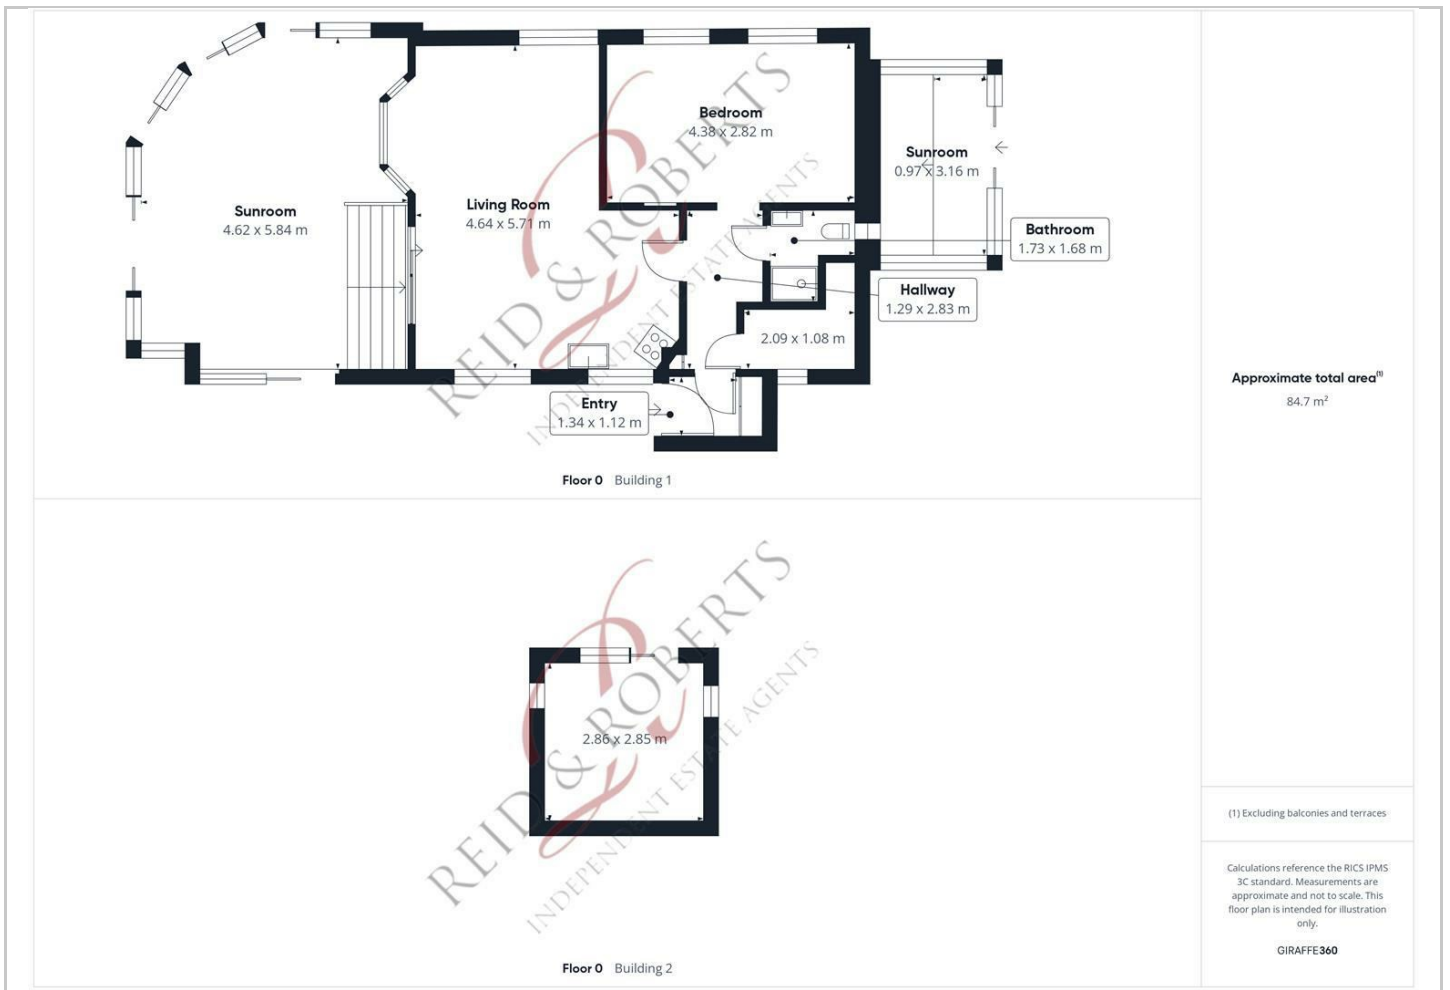 Sunroom
4.62 x 5.84 m
Living Room
4.64 x 5.71 m
Bedroom
4.38 x 2.82 m
Sunroom
0.97 x 3.16 m
Bathroom
1.73 x 1.68 m
Hallway
1.29 x 2.83 m
2.09 x 1.08 m
Entry
1.34 x 1.12 m
REID & ROBERTS
INDEPENDENT ESTATE AGENTS
Floor 0 Building 1
2.86 x 2.85 m
REID & ROBERTS
INDEPENDENT ESTATE AGENTS
Floor 0 Building 2
Approximate total area(1)
84.7 m²
(1) Excluding balconies and terraces
Calculations reference the RICS IPMS
3C standard. Measurements are
approximate and not to scale. This
floor plan is intended for illustration
only.
GIRAFFE360